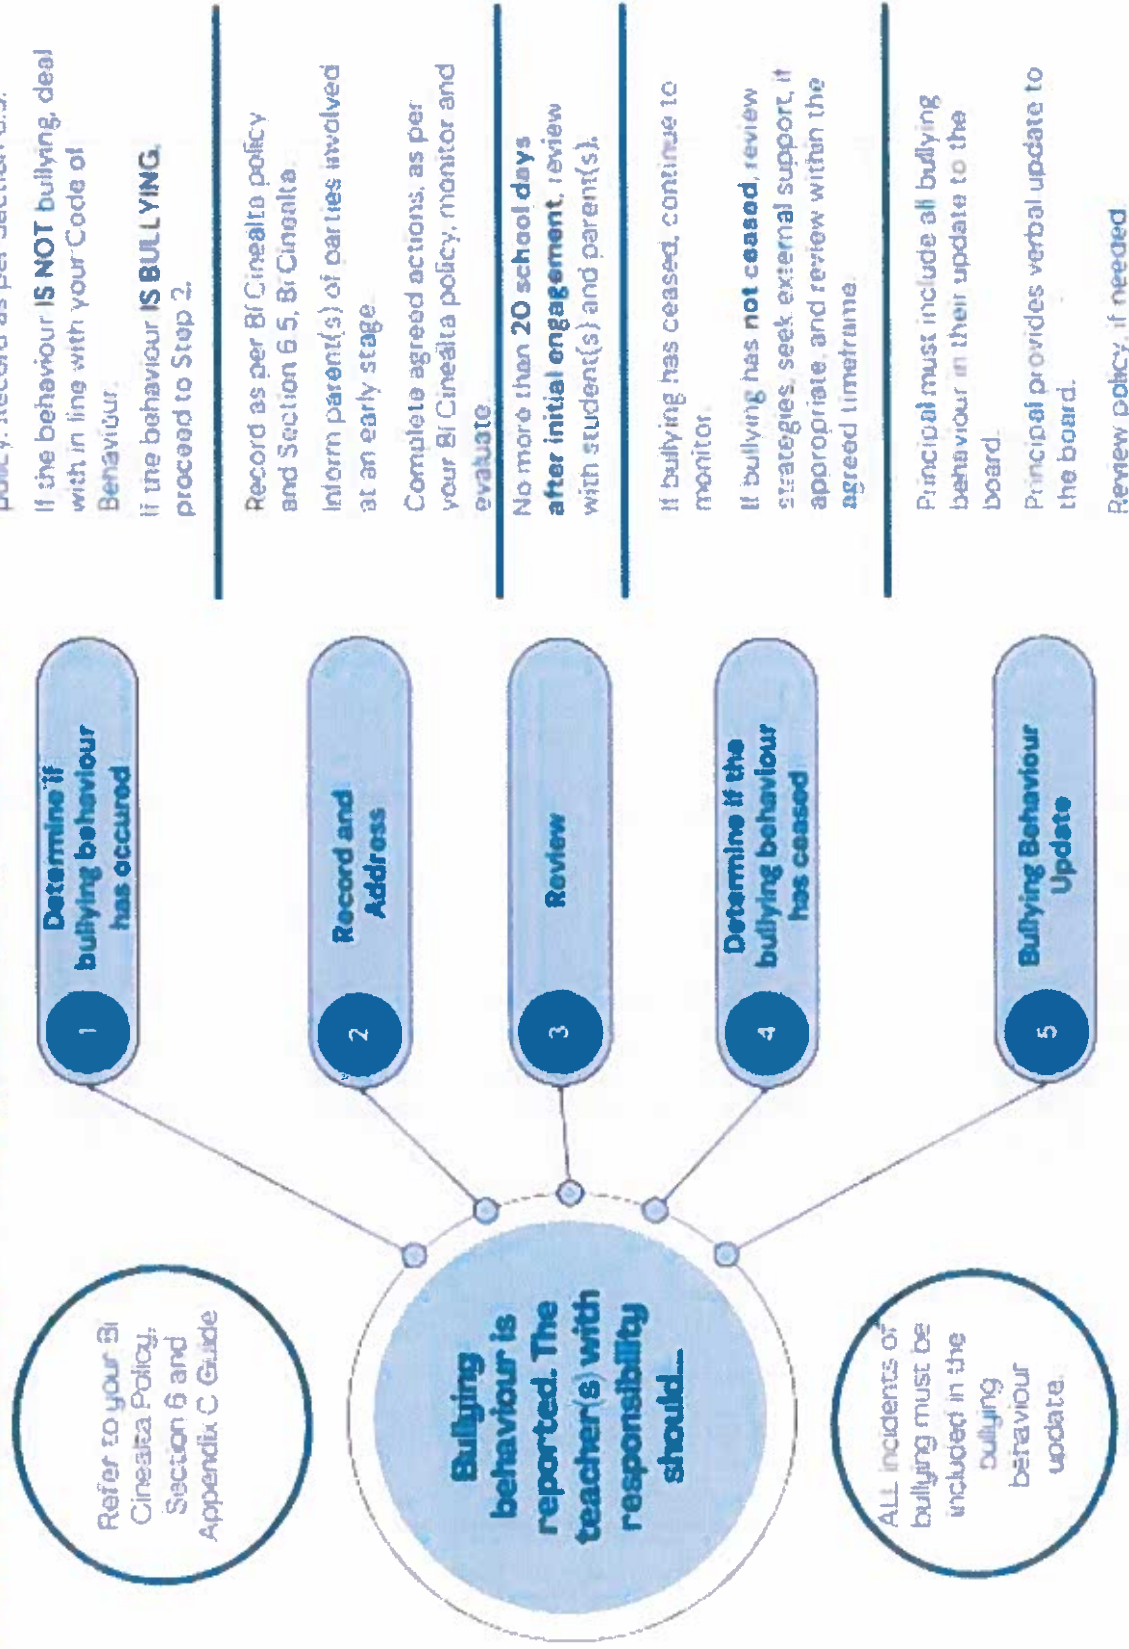 policy. Record as per Section 6.5.
If the behaviour IS NOT bullying, deal
with in line with your Code of
Behaviour.
If the behaviour IS BULLYING,
proceed to Step 2.
Record as per Bí Cineálta policy
and Section 6.5, Bí Cineálta.
Inform parent(s) of parties involved
at an early stage.
Complete agreed actions, as per
your Bí Cineálta policy, monitor and
evaluate.
No more than 20 school days
after initial engagement, review
with student(s) and parent(s).
If bullying has ceased, continue to
monitor.
If bullying has not ceased, review
strategies, seek external support, if
appropriate, and review within the
agreed timeframe.
Principal must include all bullying
behaviour in their update to the
board.
Principal provides verbal update to
the board.
Review policy, if needed
1
Determine if
bullying behaviour
has occured
2
Record and
Address
3
Review
4
Determine if the
bullying behaviour
has ceased
5
Bullying Behaviour
Update
Refer to your Bí
Cineálta Policy,
Section 6 and
Appendix C Guide
Bullying
behaviour is
reported. The
teacher(s) with
responsibility
should...
ALL incidents of
bullying must be
included in the
bullying
behaviour
update.